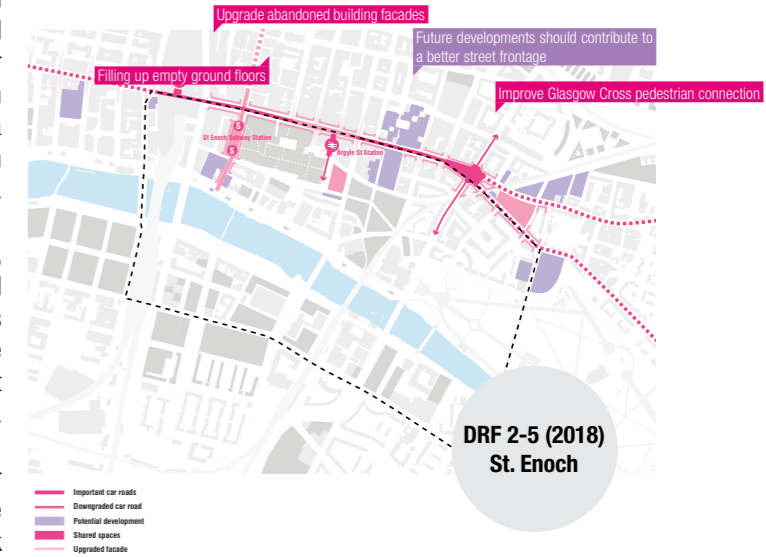 Upgrade abandoned building facades
Future developments should contribute to
a better street frontage
Filling up empty ground floors
Improve Glasgow Cross pedestrian connection
S
St Enoch Subway Station
S
Argyle St Station
DRF 2-5 (2018)
St. Enoch
Important car roads
Downgraded car road
Potential development
Shared spaces
Upgraded facade